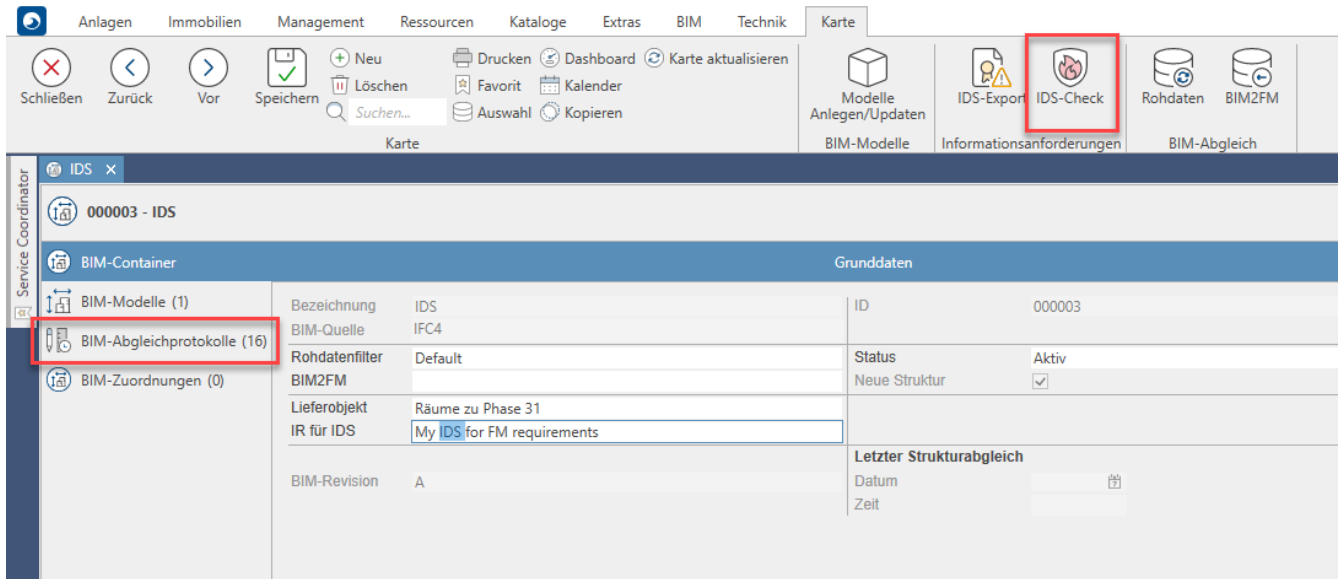 Anlagen Immobilien Management Ressourcen Kataloge Extras BIM Technik Karte
Schließen
Zurück
Vor
Speichern
Neu
Löschen
Suchen...
Drucken
Favorit
Auswahl
Dashboard
Kalender
Kopieren
Karte aktualisieren
Karte
Modelle
Anlegen/Updaten
BIM-Modelle
IDS-Export
IDS-Check
Informationsanforderungen
Rohdaten
BIM2FM
BIM-Abgleich
Service Coordinator
IDS
000003 - IDS
BIM-Container
Grunddaten
BIM-Modelle (1)
BIM-Abgleichprotokolle (16)
BIM-Zuordnungen (0)
Bezeichnung IDS
BIM-Quelle IFC4
Rohdatenfilter Default
BIM2FM
Lieferobjekt Räume zu Phase 31
IR für IDS My IDS for FM requirements
BIM-Revision A
ID 000003
Status Aktiv
Neue Struktur
Letzter Strukturabgleich
Datum
Zeit